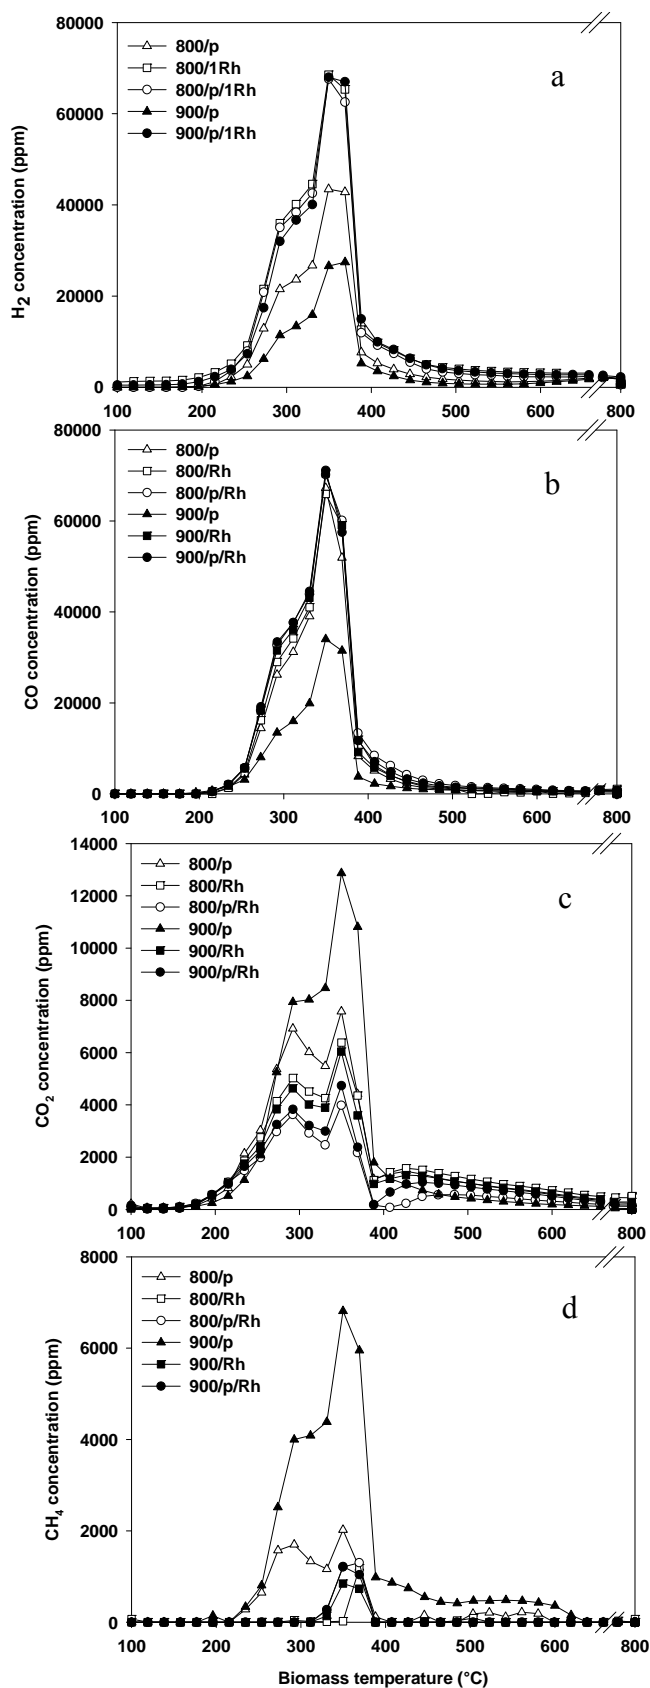 80000
800/p
800/1Rh
800/p/1Rh
900/p
900/p/1Rh
a
60000
40000
20000
0
H2 concentration (ppm)
100 200 300 400 500 600 800
80000
800/p
800/Rh
800/p/Rh
900/p
900/Rh
900/p/Rh
b
60000
40000
20000
0
CO concentration (ppm)
100 200 300 400 500 600 800
14000
800/p
800/Rh
800/p/Rh
900/p
900/Rh
900/p/Rh
c
12000
10000
8000
6000
4000
2000
0
CO2 concentration (ppm)
100 200 300 400 500 600 800
8000
800/p
800/Rh
800/p/Rh
900/p
900/Rh
900/p/Rh
d
6000
4000
2000
0
CH4 concentration (ppm)
100 200 300 400 500 600 800
Biomass temperature (°C)